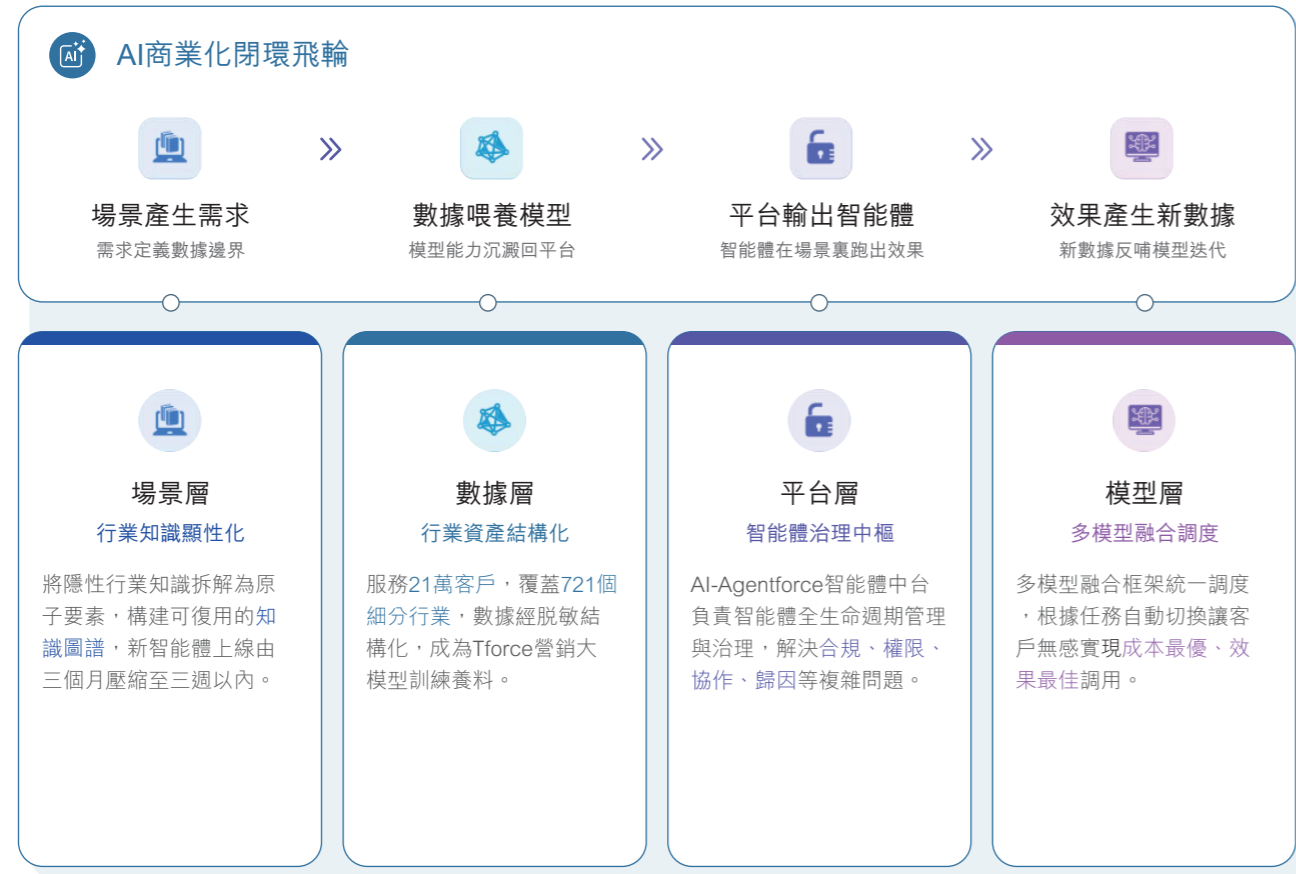 AI
AI商業化閉環飛輪
場景產生需求
需求定義數據邊界
數據喂養模型
模型能力沉澱回平台
平台輸出智能體
智能體在場景裏跑出效果
效果產生新數據
新數據反哺模型迭代
場景層
行業知識顯性化
將隱性行業知識拆解為原
子要素，構建可復用的知
識圖譜，新智能體上線由
三個月壓縮至三週以內。
數據層
行業資產結構化
服務21萬客戶，覆蓋721個
細分行業，數據經脫敏結
構化，成為Tforce營銷大
模型訓練養料。
平台層
智能體治理中樞
AI-Agentforce智能體中台
負責智能體全生命週期管理
與治理，解決合規、權限、
協作、歸因等複雜問題。
模型層
多模型融合調度
多模型融合框架統一調度
，根據任務自動切換讓客
戶無感實現成本最優、效
果最佳調用。